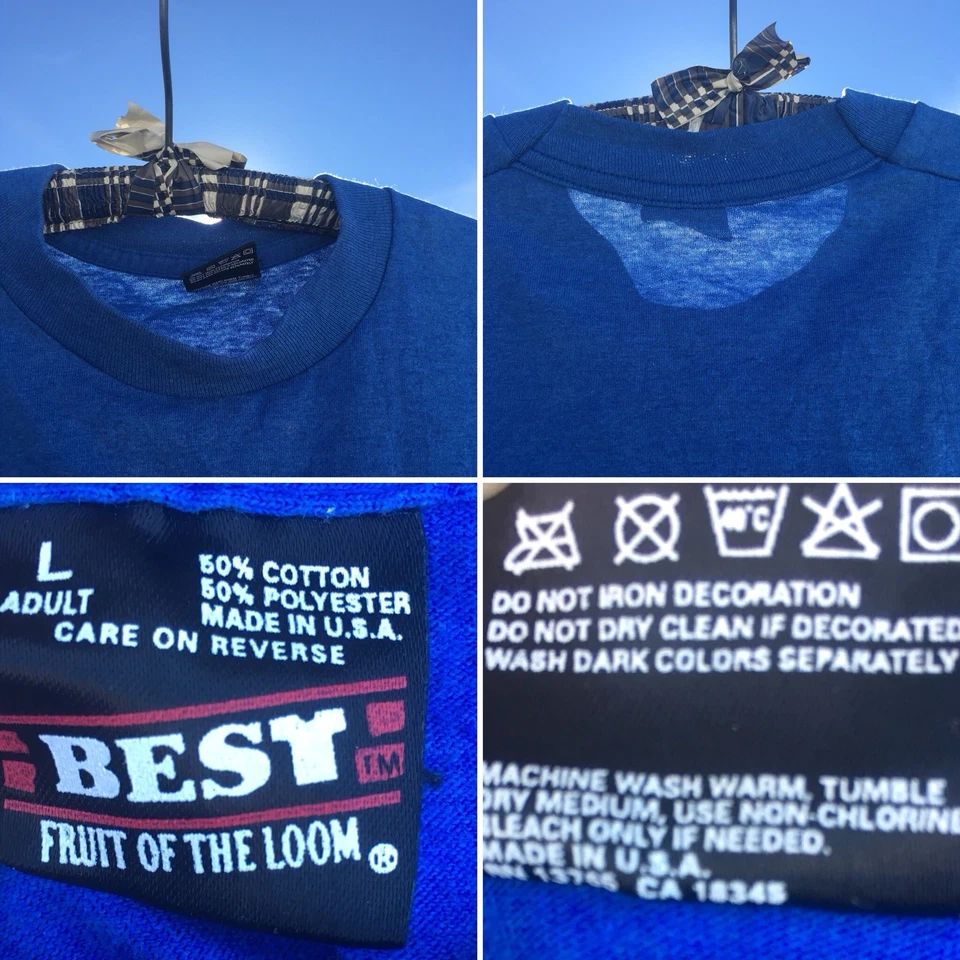 L
ADULT
50% COTTON
50% POLYESTER
MADE IN U.S.A.
CARE ON REVERSE
BEST
TM
FRUIT OF THE LOOM ®
40°C
DO NOT IRON DECORATION
DO NOT DRY CLEAN IF DECORATED
WASH DARK COLORS SEPARATELY
MACHINE WASH WARM, TUMBLE
DRY MEDIUM, USE NON-CHLORINE
BLEACH ONLY IF NEEDED.
MADE IN U.S.A.
CA 18345